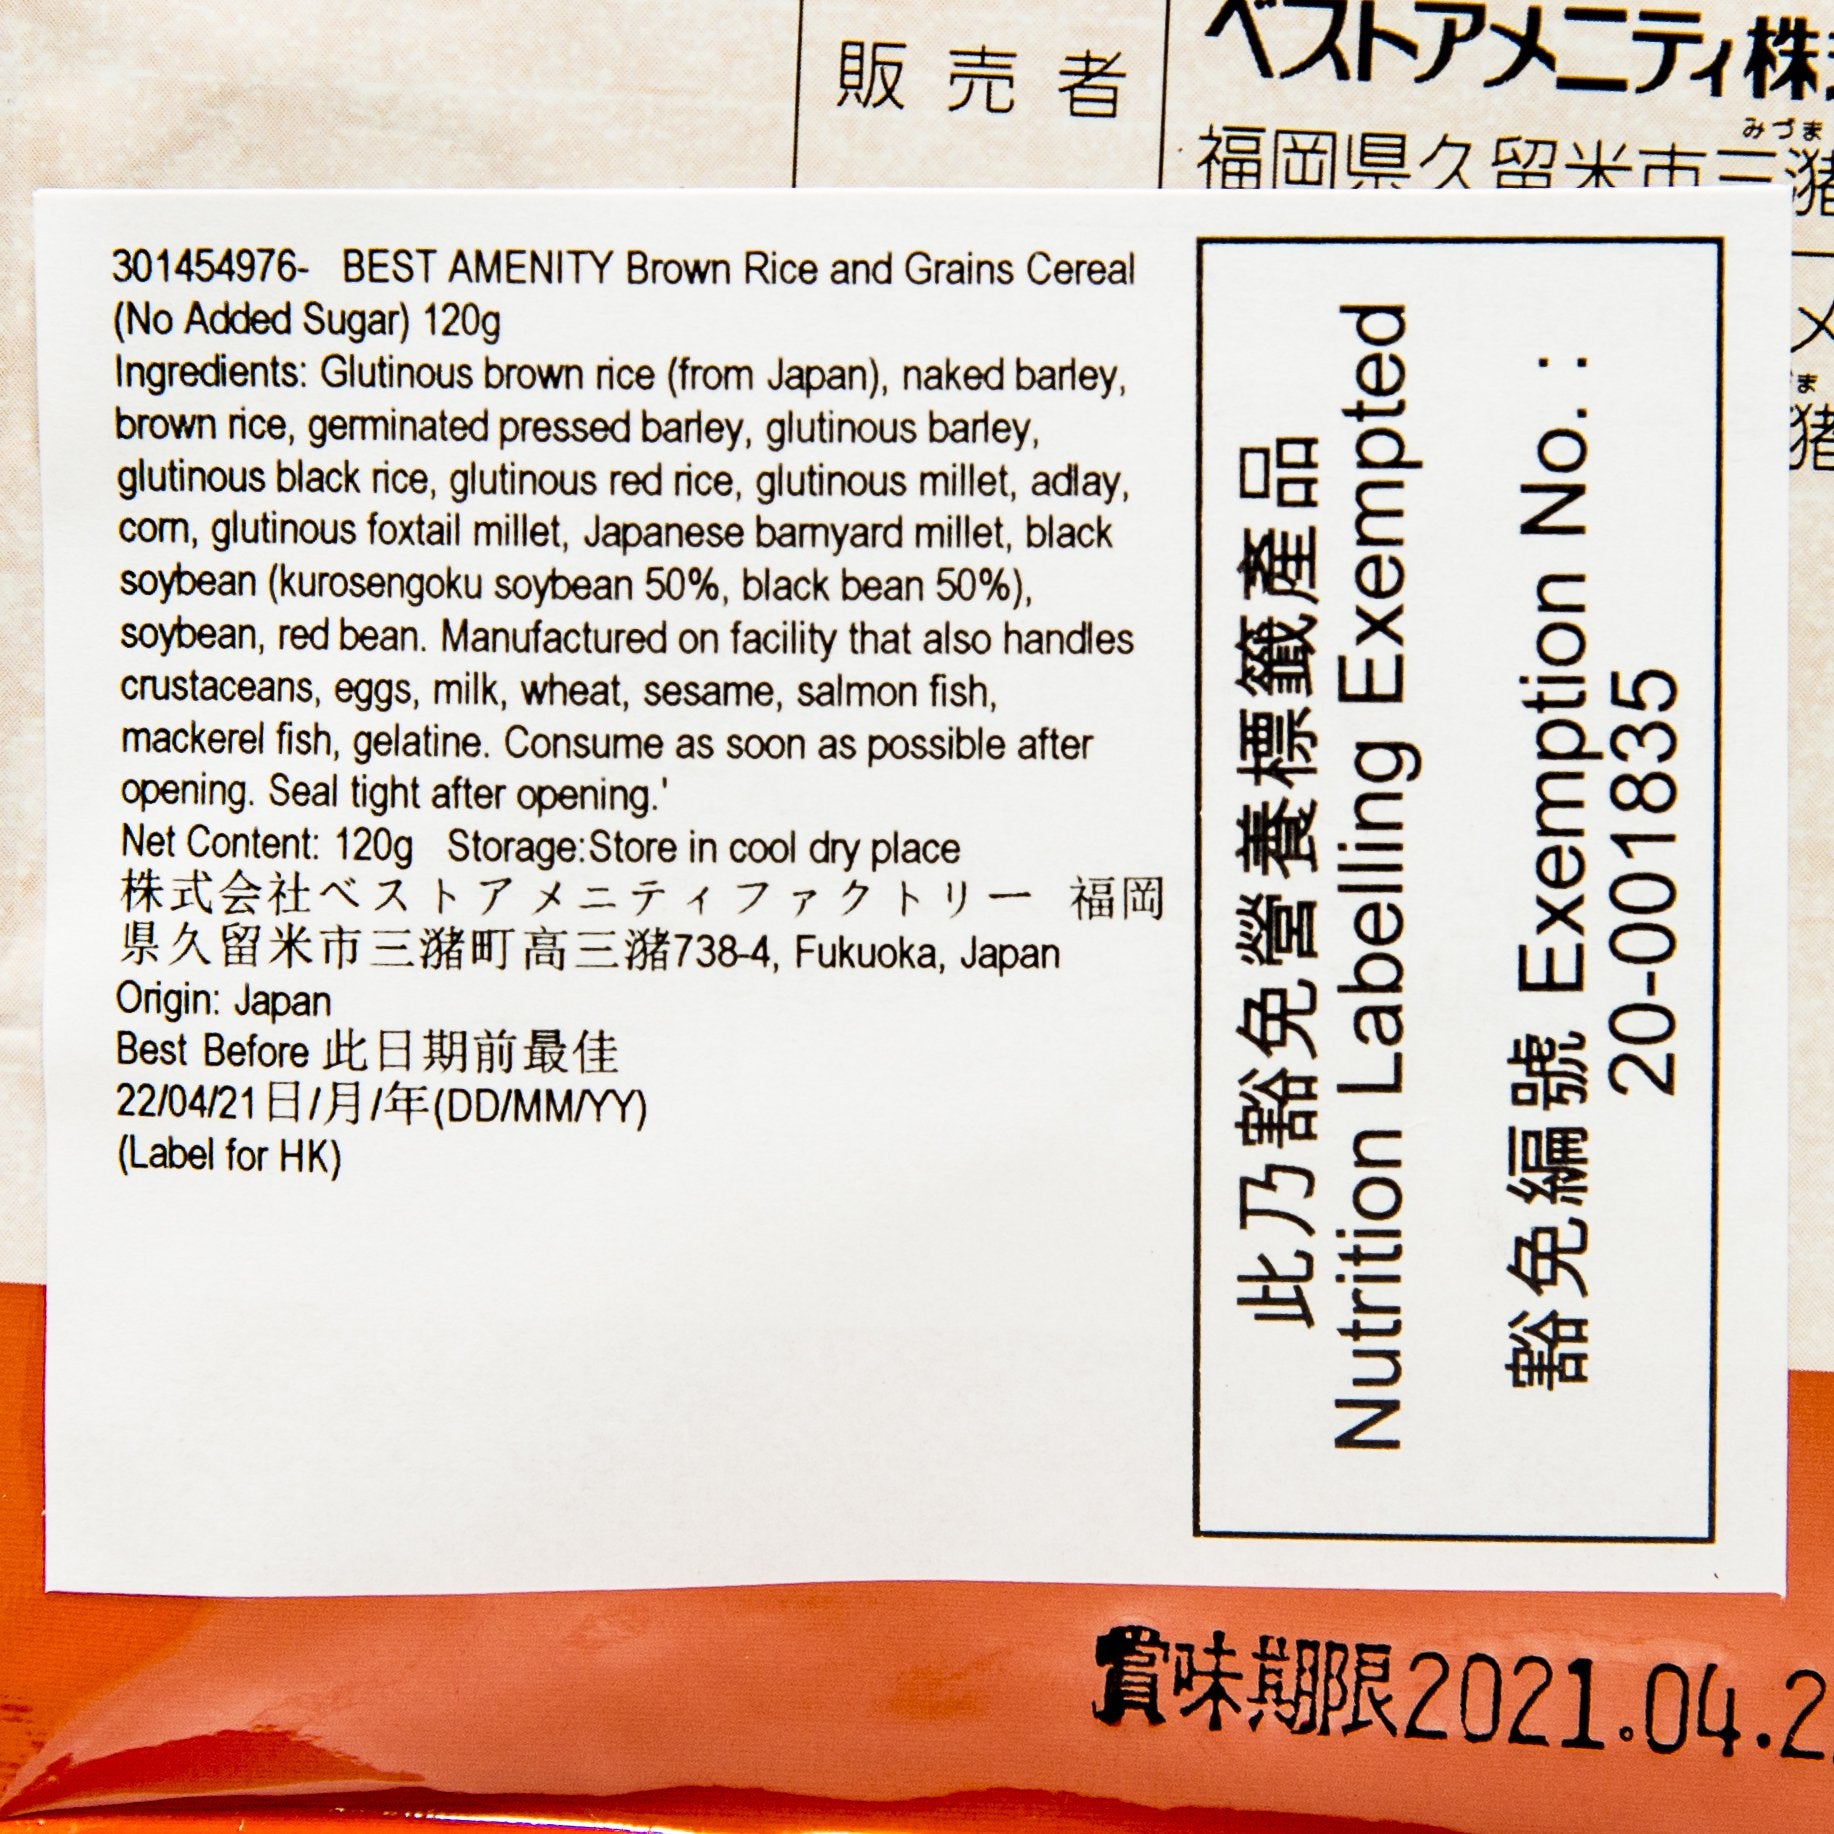 販売者
ベストアメニティ株
みづま
福岡県久留米市三潴
メ
ま
猪
301454976- BEST AMENITY Brown Rice and Grains Cereal
(No Added Sugar) 120g
Ingredients: Glutinous brown rice (from Japan), naked barley,
brown rice, germinated pressed barley, glutinous barley,
glutinous black rice, glutinous red rice, glutinous millet, adlay,
corn, glutinous foxtail millet, Japanese barnyard millet, black
soybean (kurosengoku soybean 50%, black bean 50%),
soybean, red bean. Manufactured on facility that also handles
crustaceans, eggs, milk, wheat, sesame, salmon fish,
mackerel fish, gelatine. Consume as soon as possible after
opening. Seal tight after opening.'
Net Content: 120g Storage:Store in cool dry place
株式会社ベストアメニティファクトリー 福岡
県久留米市三潴町高三潴738-4, Fukuoka, Japan
Origin: Japan
Best Before 此日期前最佳
22/04/21日/月/年(DD/MM/YY)
(Label for HK)
此乃豁免營養標籤產品
Nutrition Labelling Exempted
豁免編號 Exemption No. :
20-001835
賞味期限2021.04.2